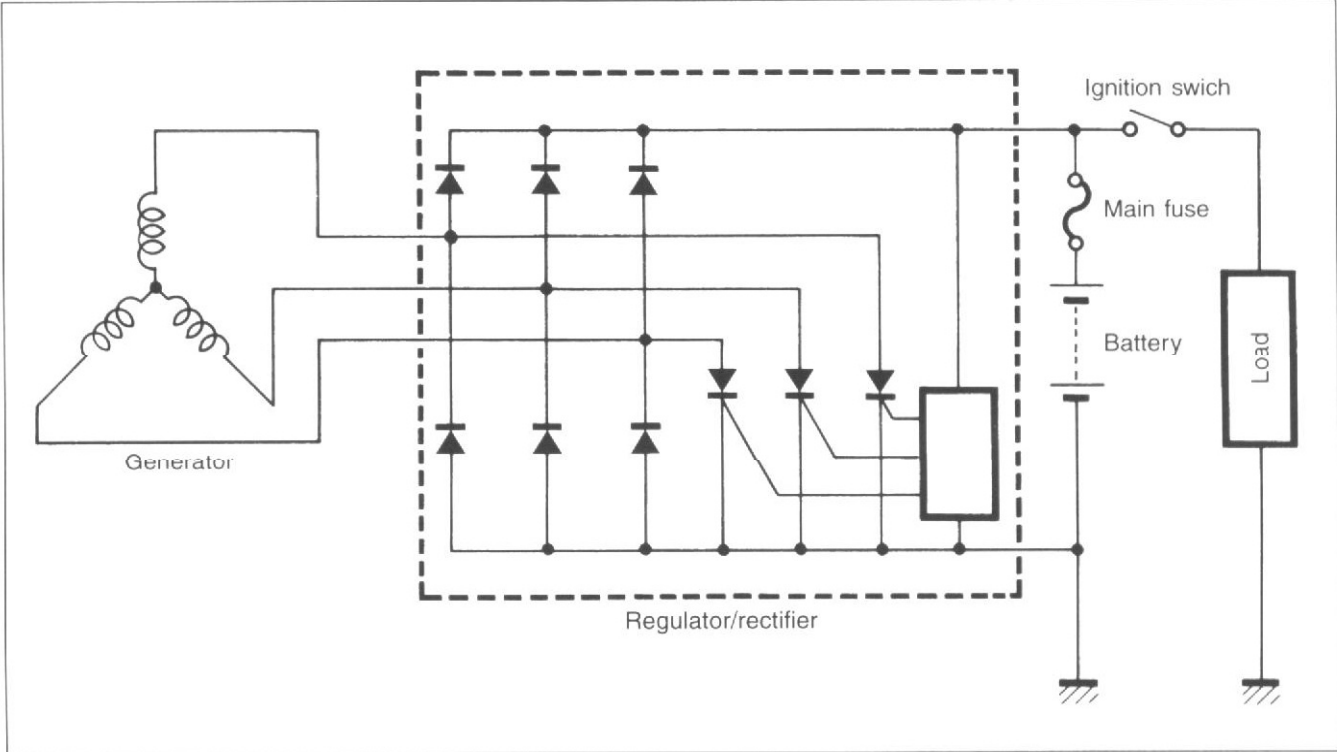 Ignition swich
Main fuse
Battery
Load
Generator
Regulator/rectifier